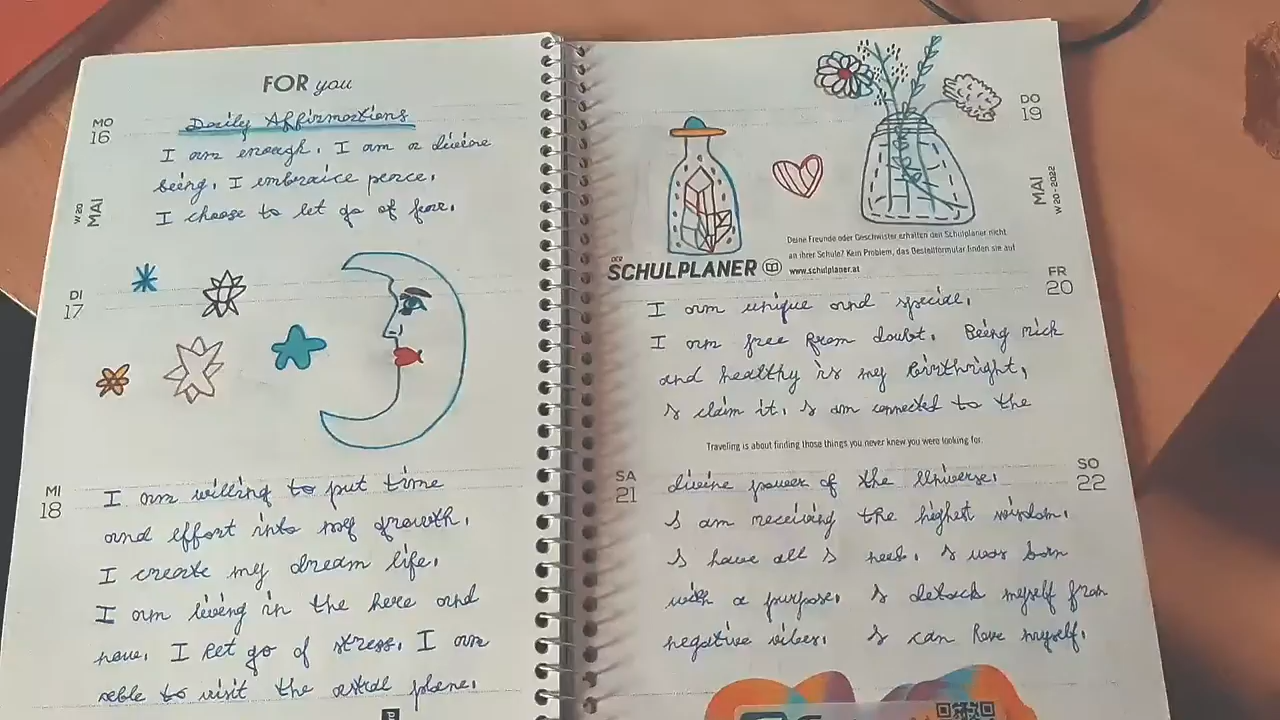 FOR you
Daily Affirmations
MO
16
I am enough. I am a divine
being. I embraice peace.
W 20
MAI
I choose to let go of fear.
DI
17
MI
18
I am willing to put time
and effort into self growth.
I create my dream life.
I am living in the here and
now. I let go of stress. I am
able to visit the astral plane.
DO
19
MAI
W 20 - 2022
Deine Freunde oder Geschwister erhalten den Schulplaner nicht
an ihrer Schule? Kein Problem, das Bestellformular finden sie auf
www.schulplaner.at
DER
SCHULPLANER
FR
20
I am unique and special.
I am free from doubt. Being rich
and healthy is my birthright,
I claim it. I am connected to the
Traveling is about finding those things you never knew you were looking for.
SA
21
SO
22
divine power of the Universe.
I am receiving the highest wisdom.
I have all I need. I was born
with a purpose. I detach myself from
negative vibes. I can love myself.